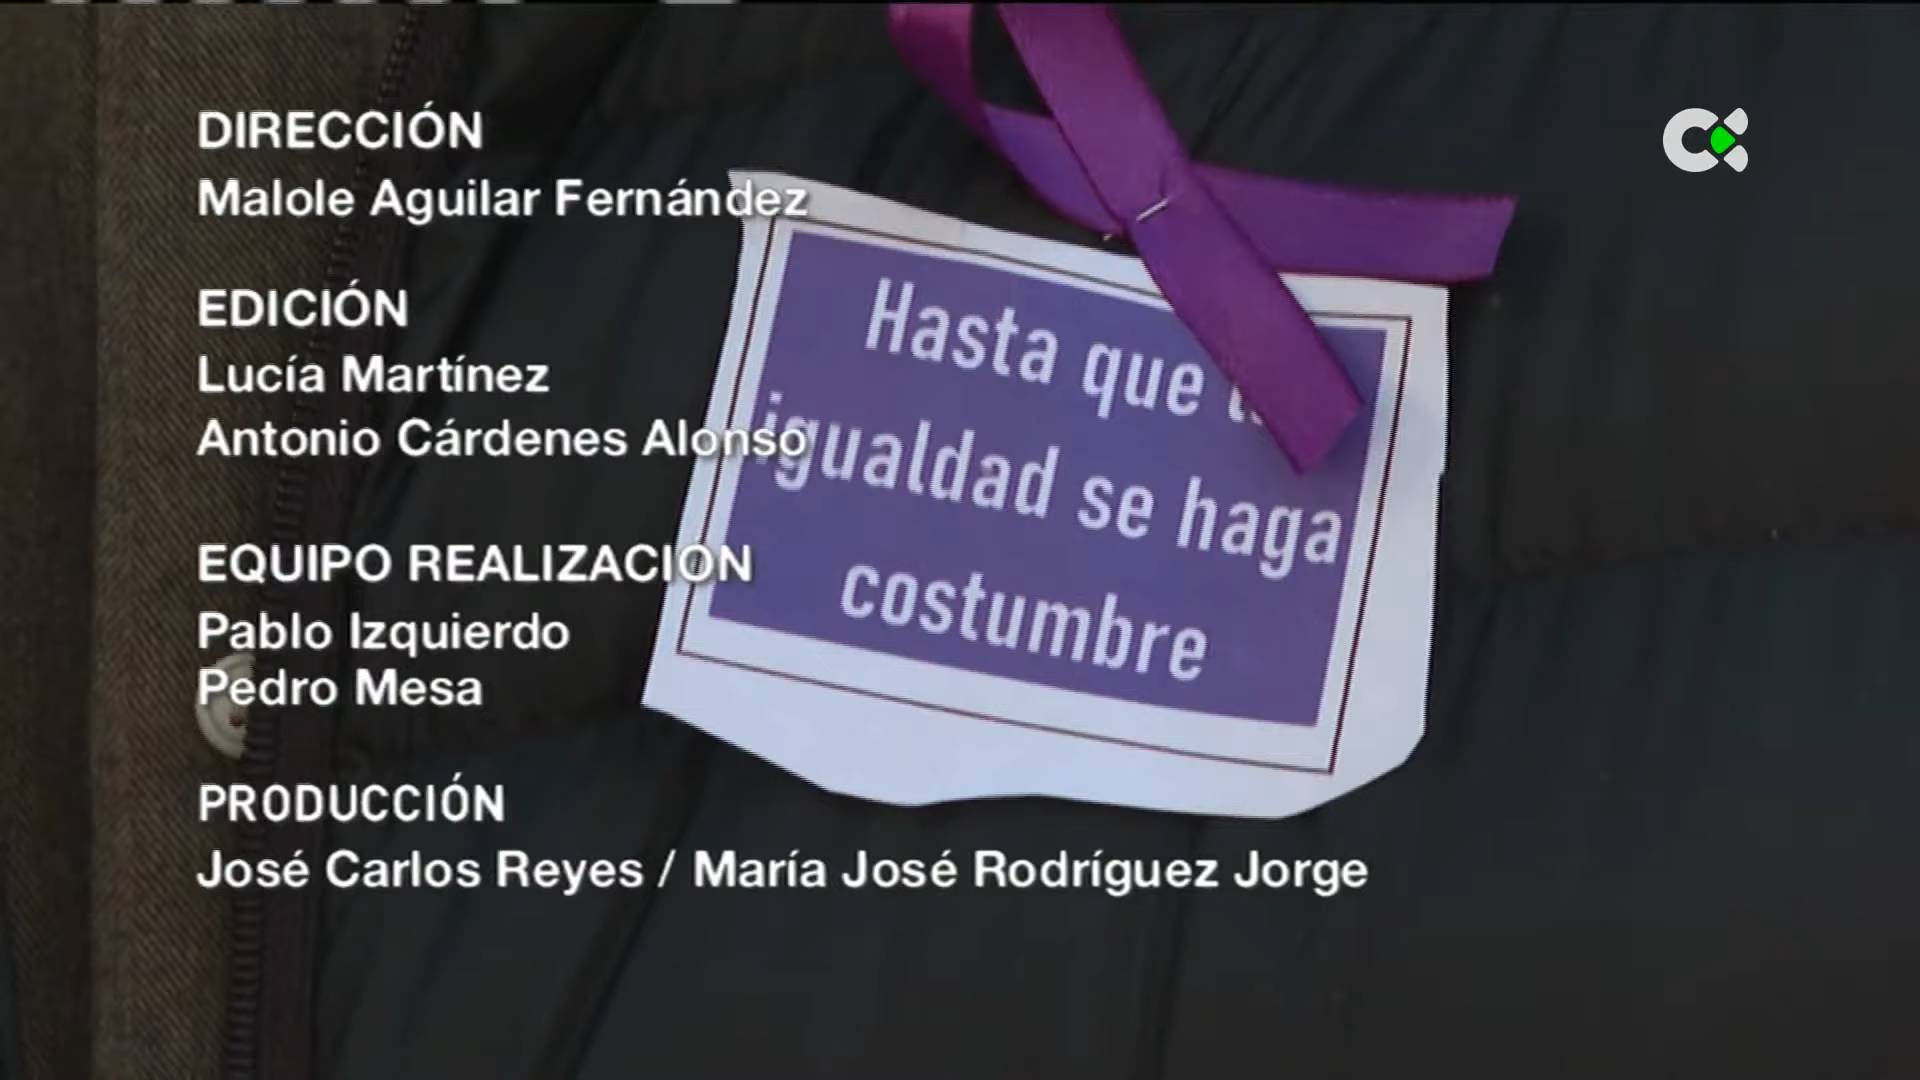 DIRECCIÓN
Malole Aguilar Fernández
EDICIÓN
Lucía Martínez
Antonio Cárdenes Alonso
EQUIPO REALIZACIÓN
Pablo Izquierdo
Pedro Mesa
PRODUCCIÓN
José Carlos Reyes / María José Rodríguez Jorge
Hasta que
igualdad se haga
costumbre